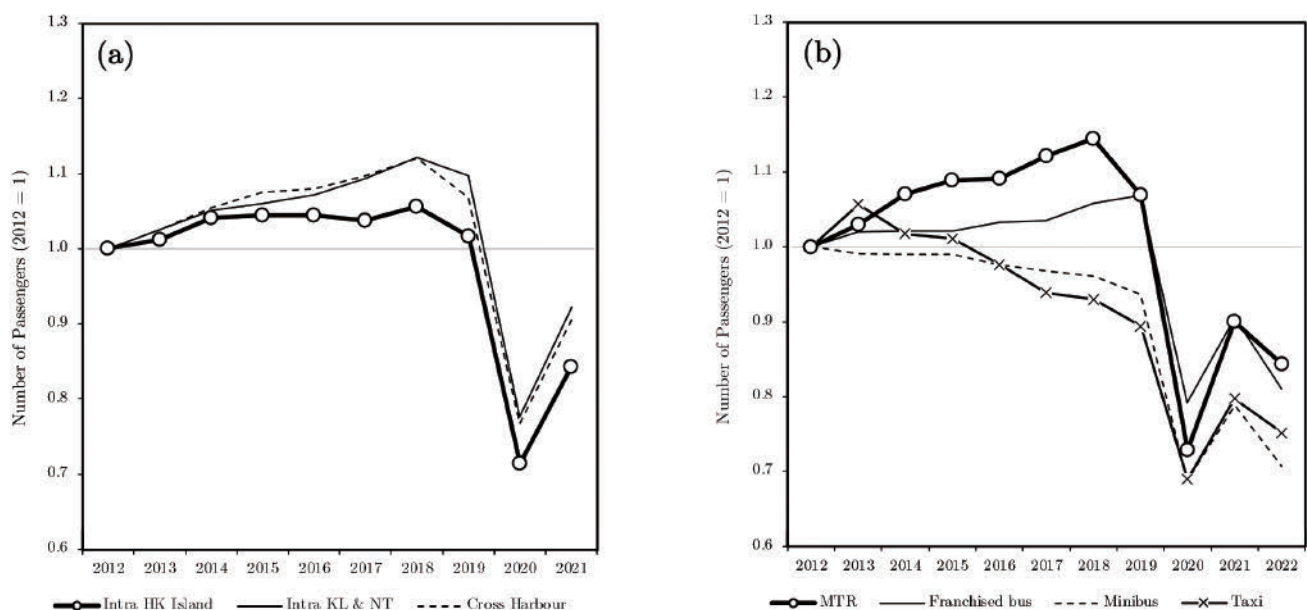 (a)
Number of Passengers (2012 = 1)
1.3
1.2
1.1
1.0
0.9
0.8
0.7
0.6
2012 2013 2014 2015 2016 2017 2018 2019 2020 2021
Intra HK Island Intra KL & NT Cross Harbour
(b)
Number of Passengers (2012 = 1)
1.3
1.2
1.1
1.0
0.9
0.8
0.7
0.6
2012 2013 2014 2015 2016 2017 2018 2019 2020 2021 2022
MTR Franchised bus Minibus Taxi